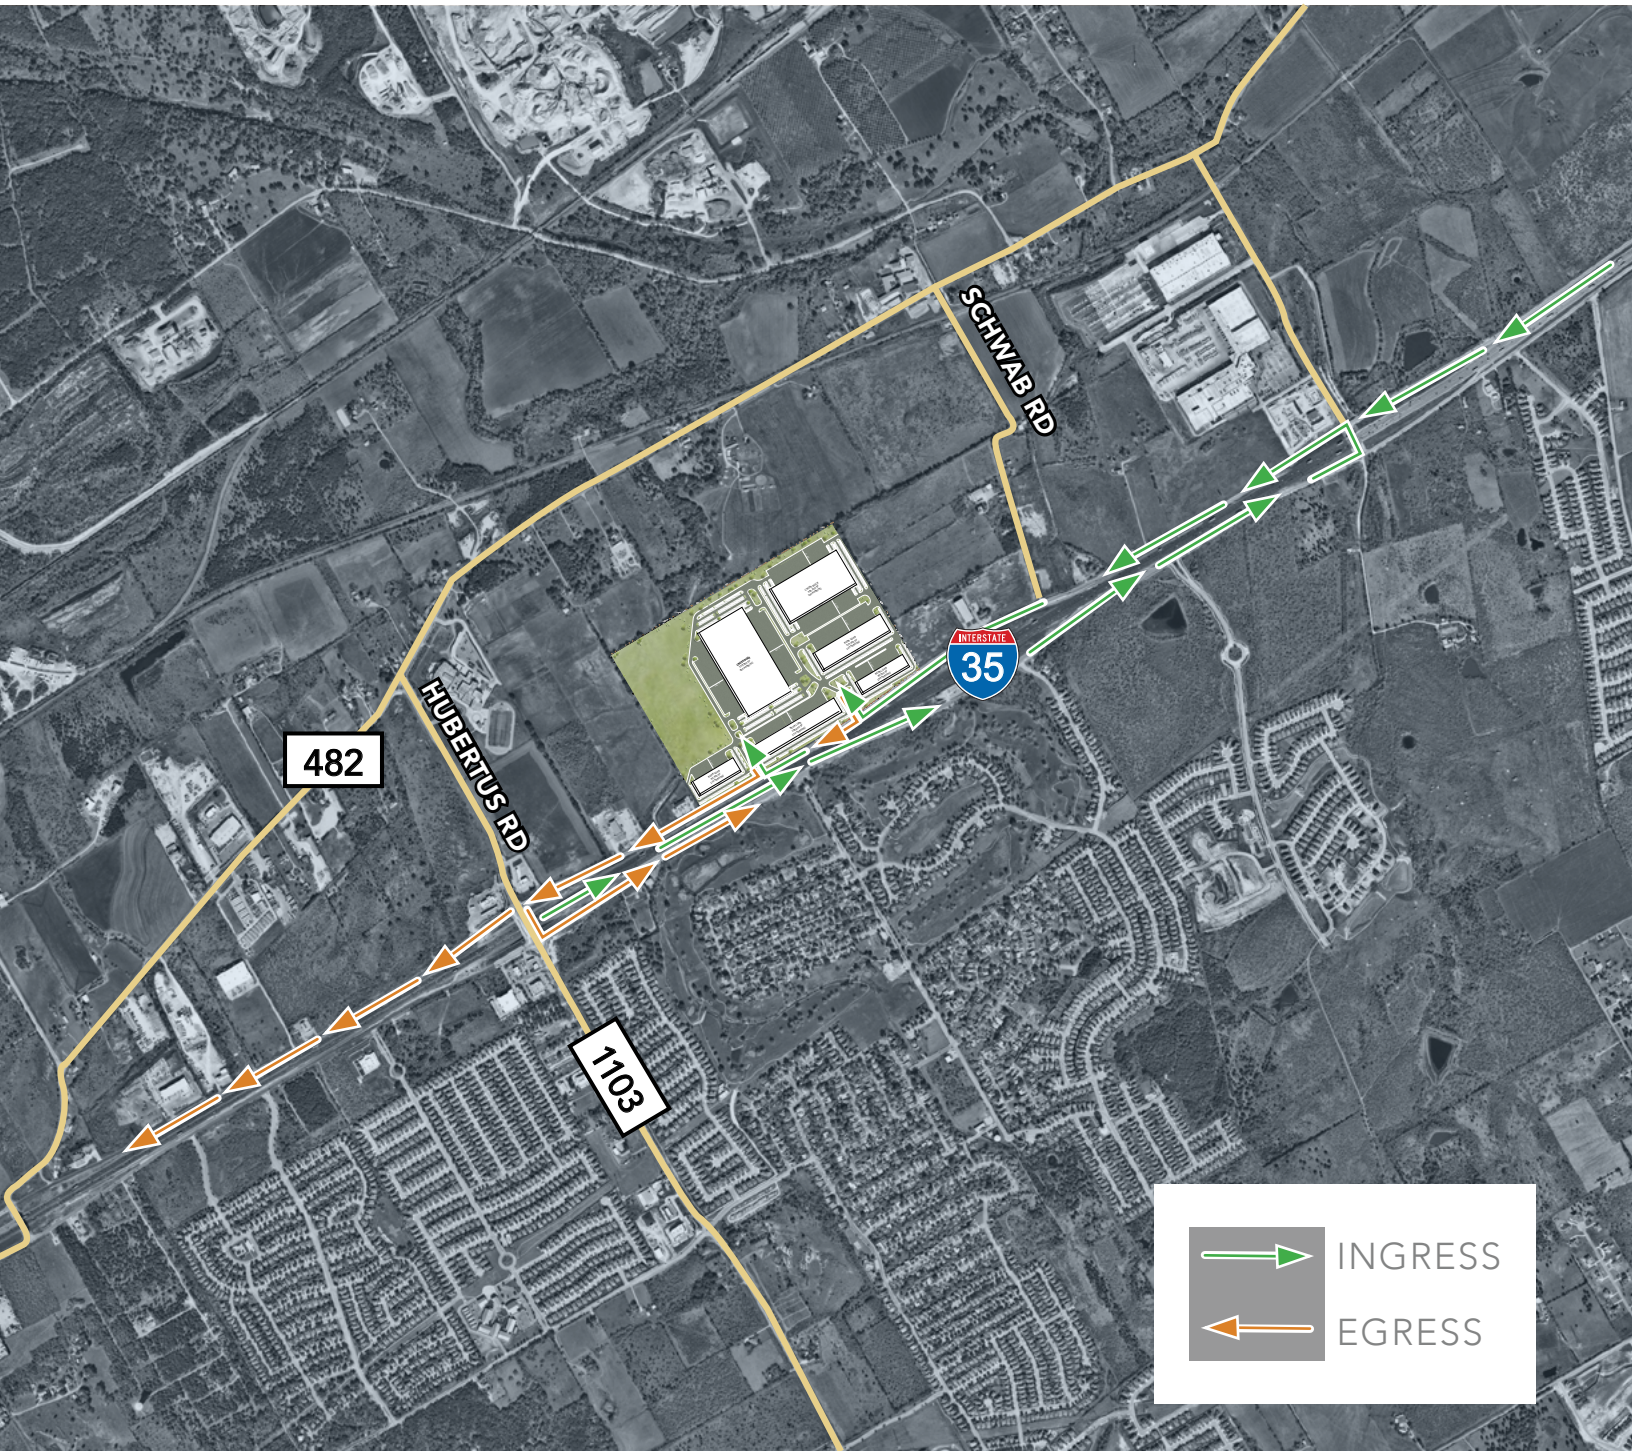 SCHWAB RD
INTERSTATE
35
HUBERTUS RD
482
1103
INGRESS
EGRESS